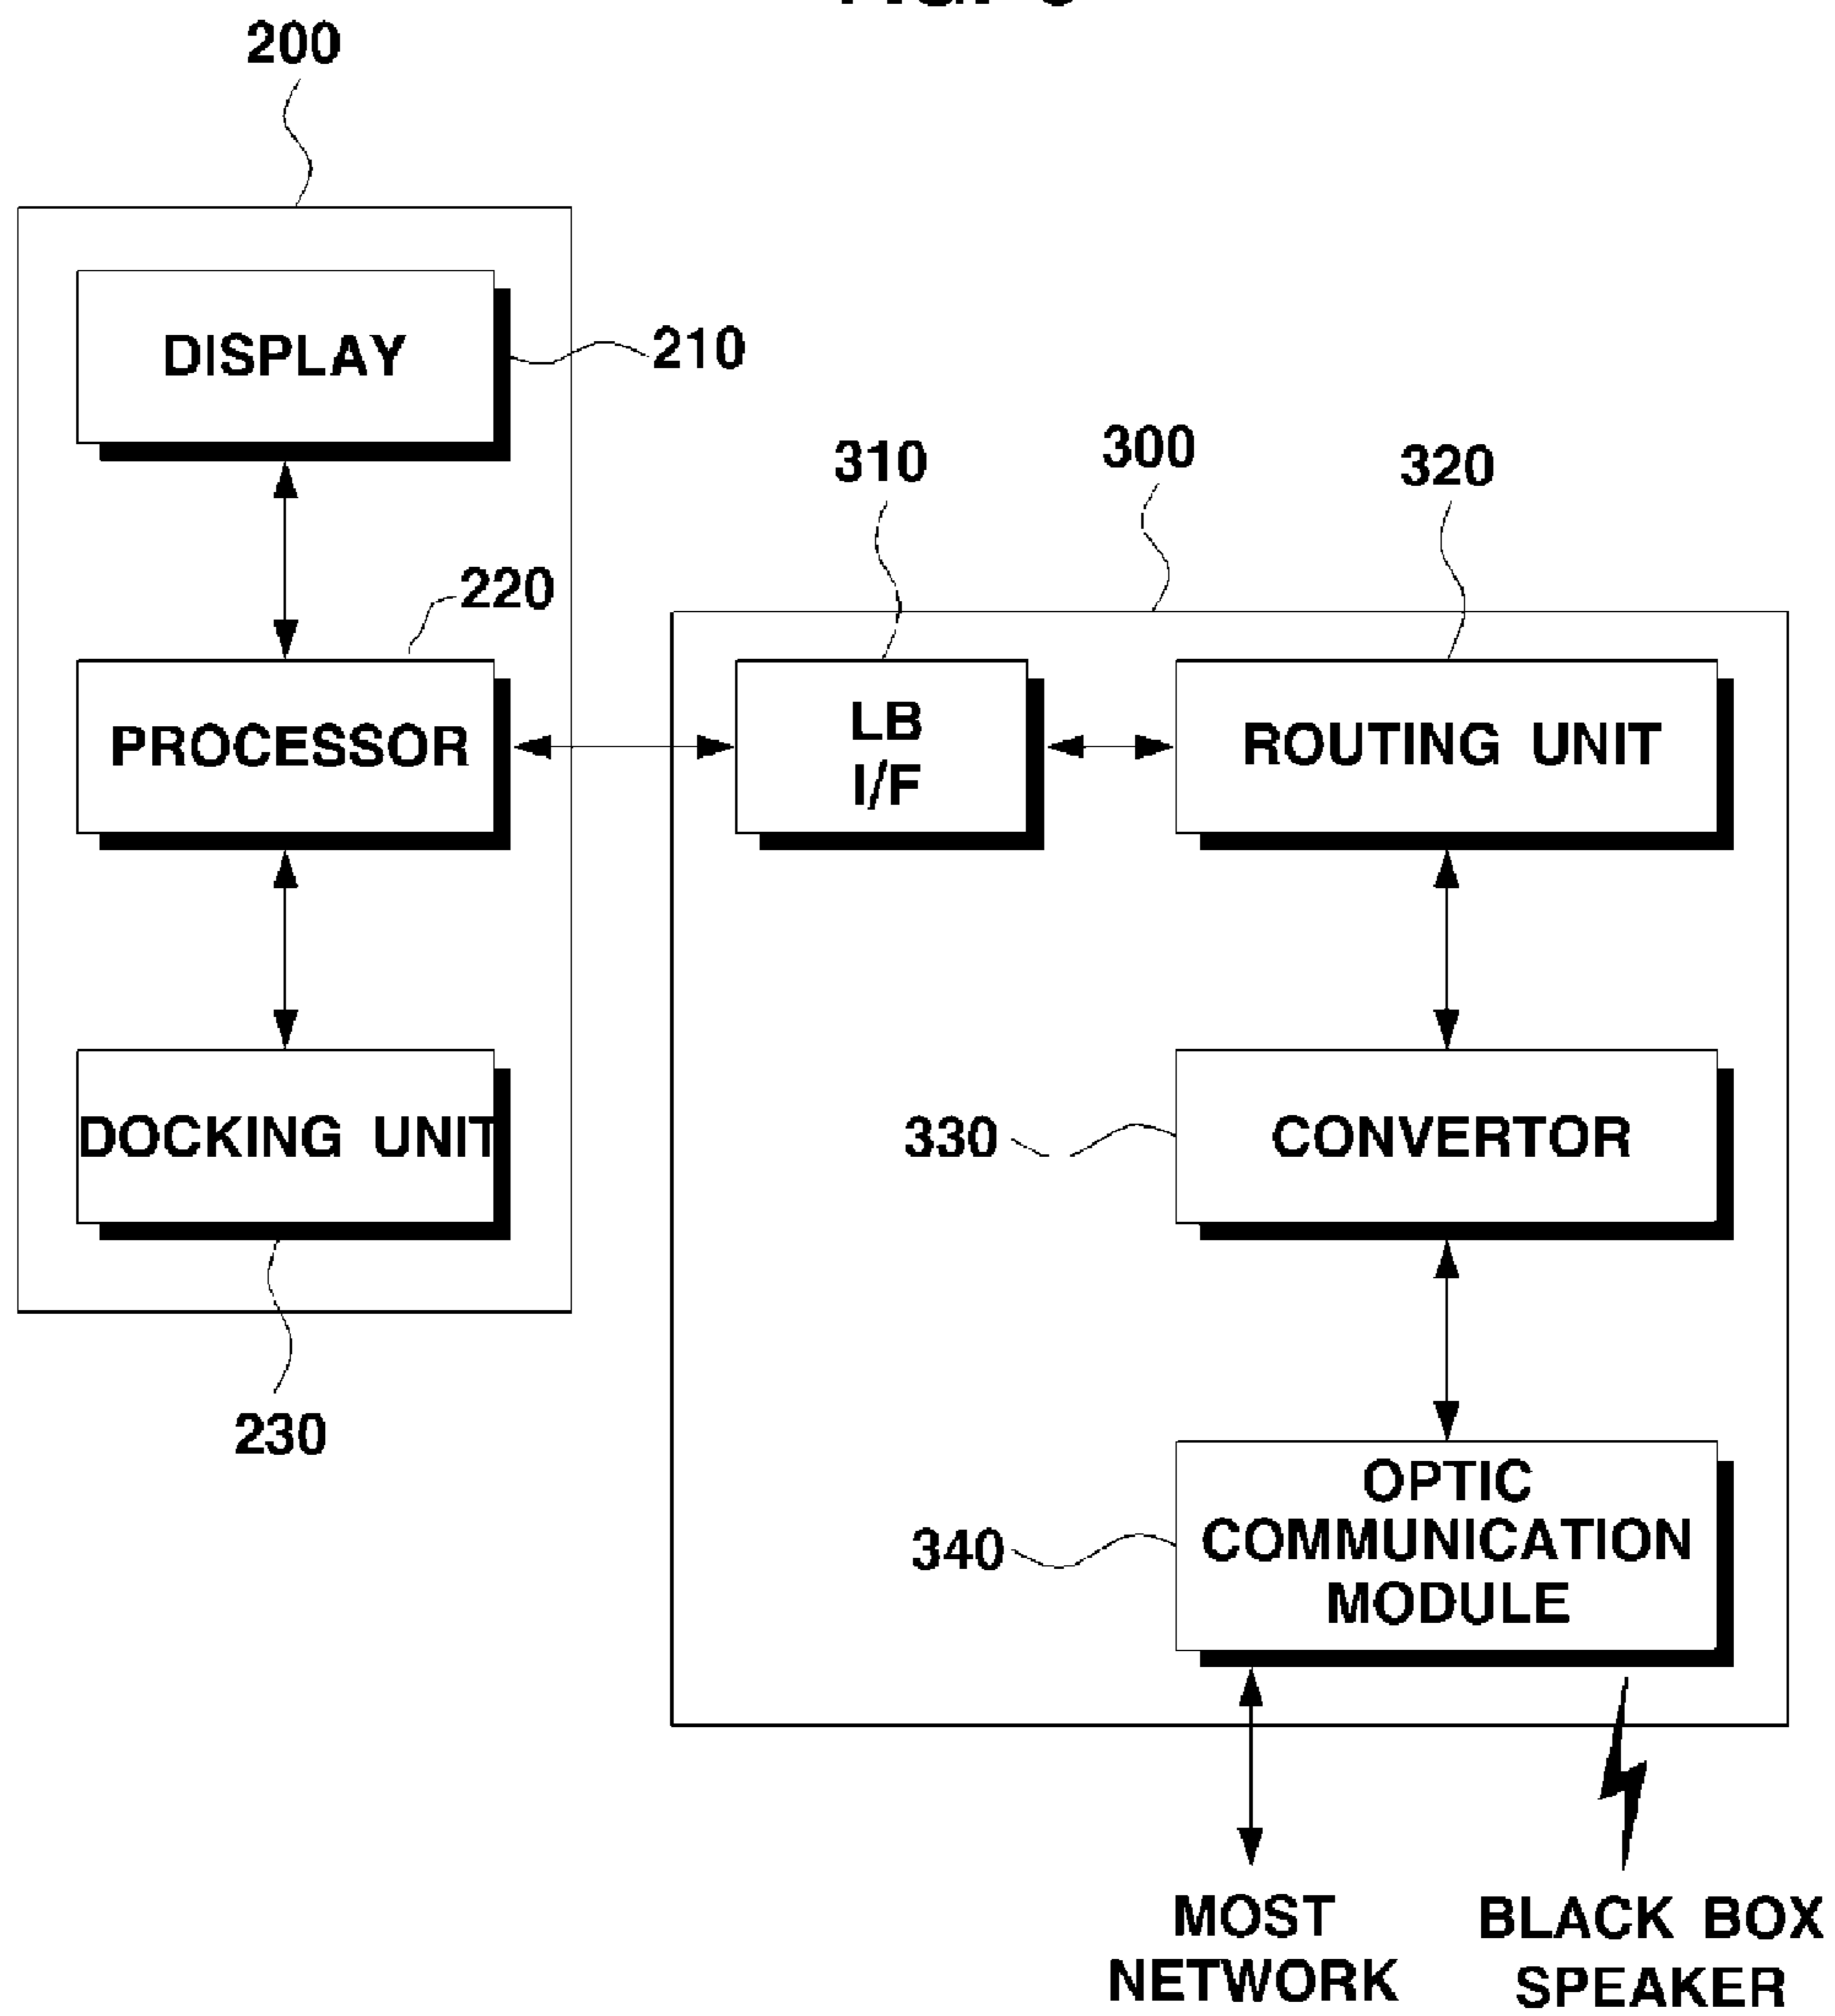 200
DISPLAY
210
310
300
320
220
PROCESSOR
LB
I/F
ROUTING UNIT
DOCKING UNIT
330
CONVERTOR
230
340
OPTIC
COMMUNICATION
MODULE
MOST
NETWORK
BLACK BOX
SPEAKER